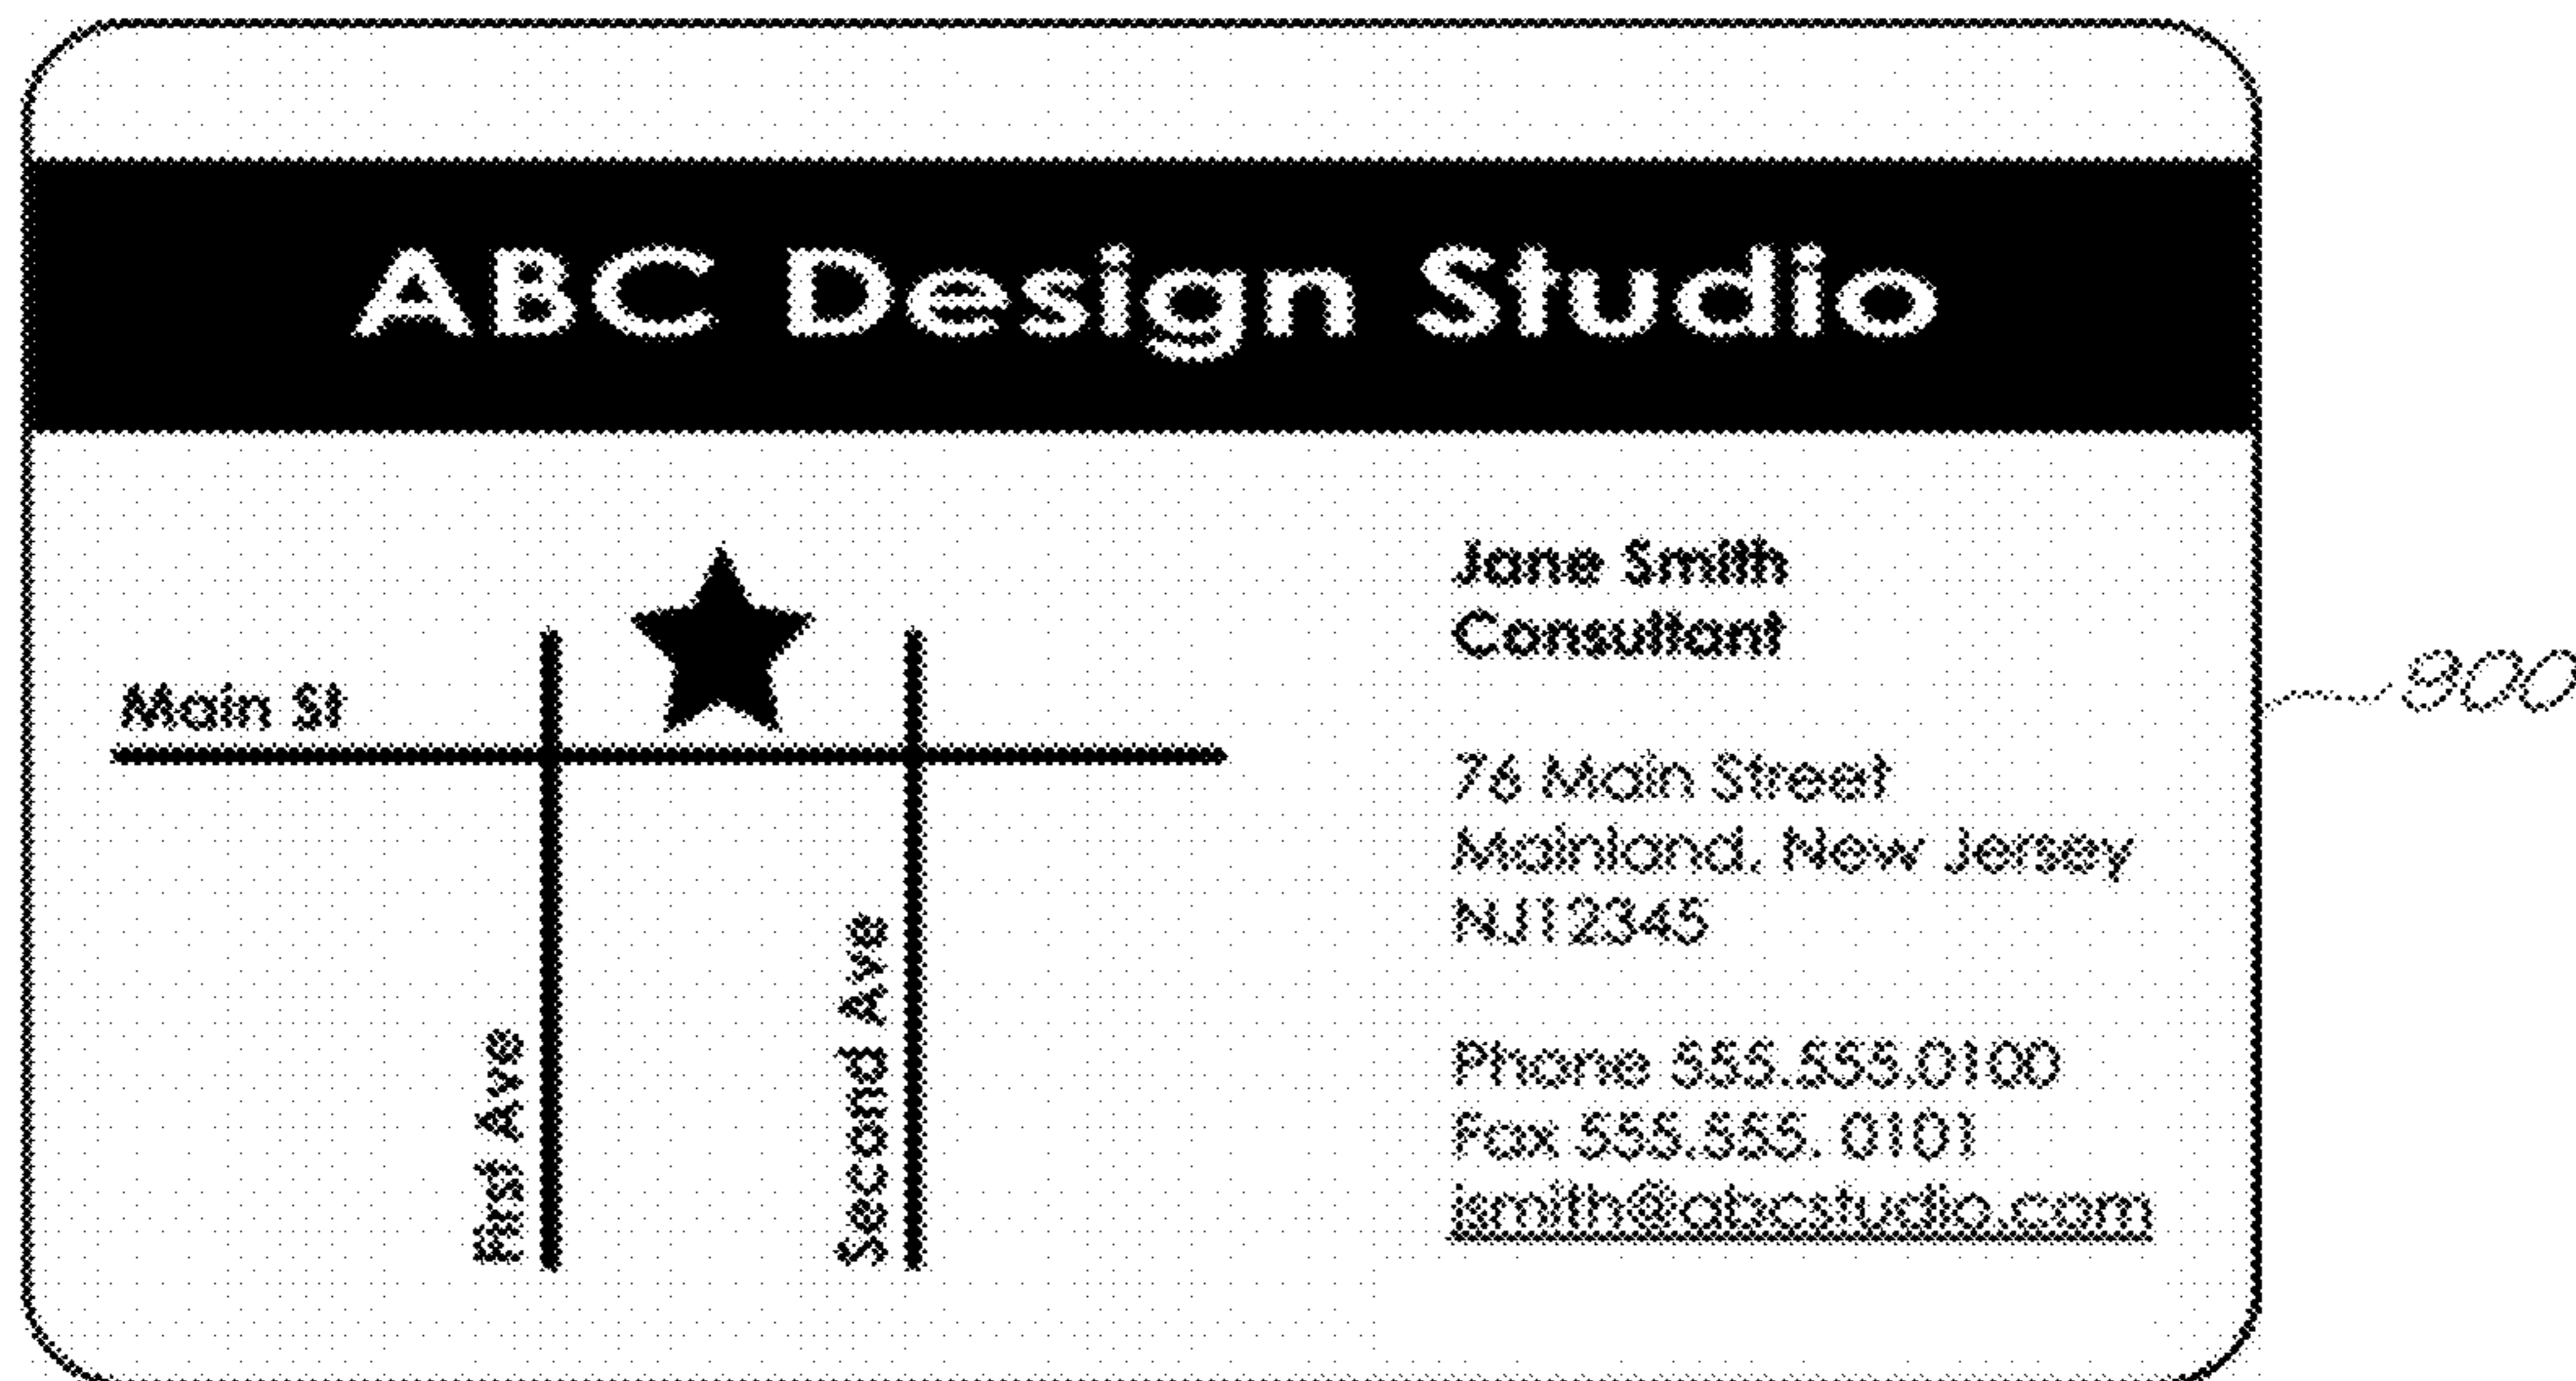 ABC Design Studio
Main St
First Ave
Second Ave
Jane Smith
Consultant
76 Main Street
Mainland, New Jersey
NJ12345
Phone 555.555.0100
Fax 555.555. 0101
jsmith@abcstudio.com
900